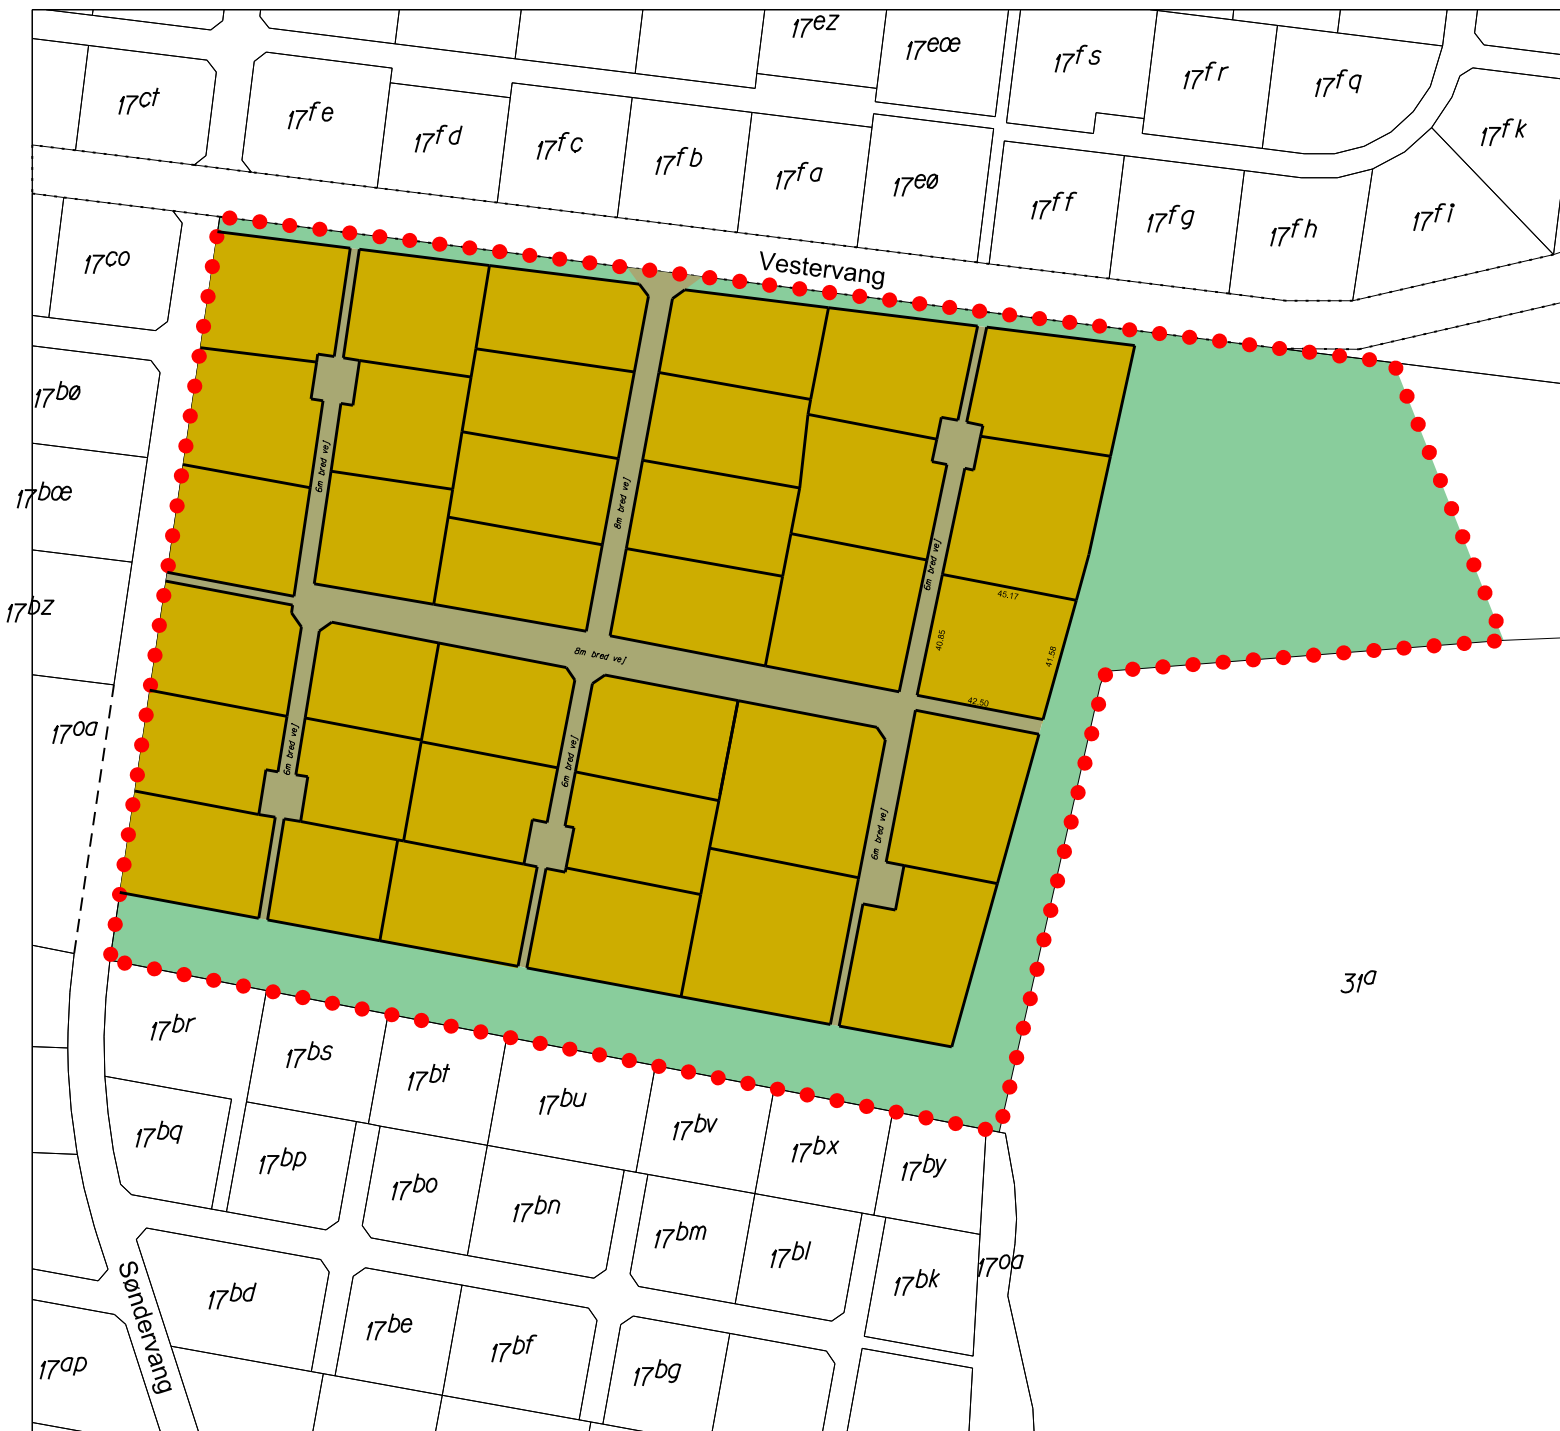 17ez
17eœ
17fs
17fr
17fq
17ct
17fe
17fd
17fc
17fb
17fa
17eø
17ff
17fg
17fh
17fi
17fk
17co
Vestervang
17bø
17bœ
17bz
17oa
6m bred vej
8m bred vej
6m bred vej
45.17
40.85
41.58
42.50
8m bred vej
6m bred vej
6m bred vej
6m bred vej
31a
17br
17bs
17bt
17bu
17bv
17bx
17by
17bq
17bp
17bo
17bn
17bm
17bl
17bk
17oa
Søndervang
17bd
17be
17bf
17bg
17ap